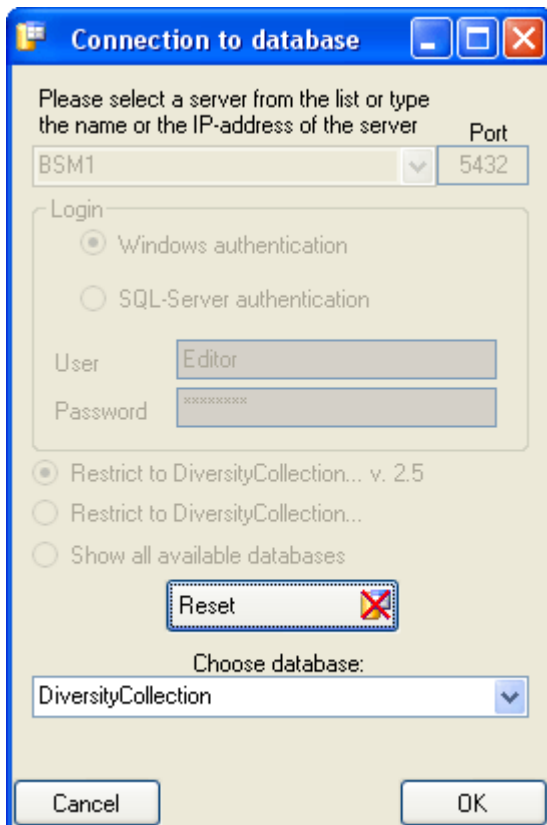 Connection to database
Please select a server from the list or type
the name or the IP-address of the server
Port
BSM1
5432
Login
Windows authentication
SQL-Server authentication
User
Editor
Password
********
Restrict to DiversityCollection... v. 2.5
Restrict to DiversityCollection...
Show all available databases
Reset
Choose database:
DiversityCollection
Cancel
OK